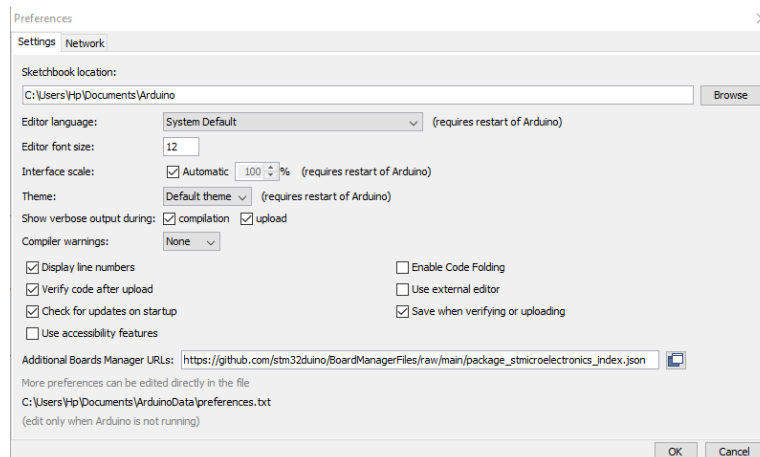 Preferences
Settings Network
Sketchbook location:
C:\Users\Hp\Documents\Arduino Browse
Editor language: System Default (requires restart of Arduino)
Editor font size: 12
Interface scale: Automatic 100 % (requires restart of Arduino)
Theme: Default theme (requires restart of Arduino)
Show verbose output during: compilation upload
Compiler warnings: None
Display line numbers Enable Code Folding
Verify code after upload Use external editor
Check for updates on startup Save when verifying or uploading
Use accessibility features
Additional Boards Manager URLs: https://github.com/stm32duino/BoardManagerFiles/raw/main/package_stmicroelectronics_index.json
More preferences can be edited directly in the file
C:\Users\Hp\Documents\ArduinoData\preferences.txt
(edit only when Arduino is not running)
OK Cancel